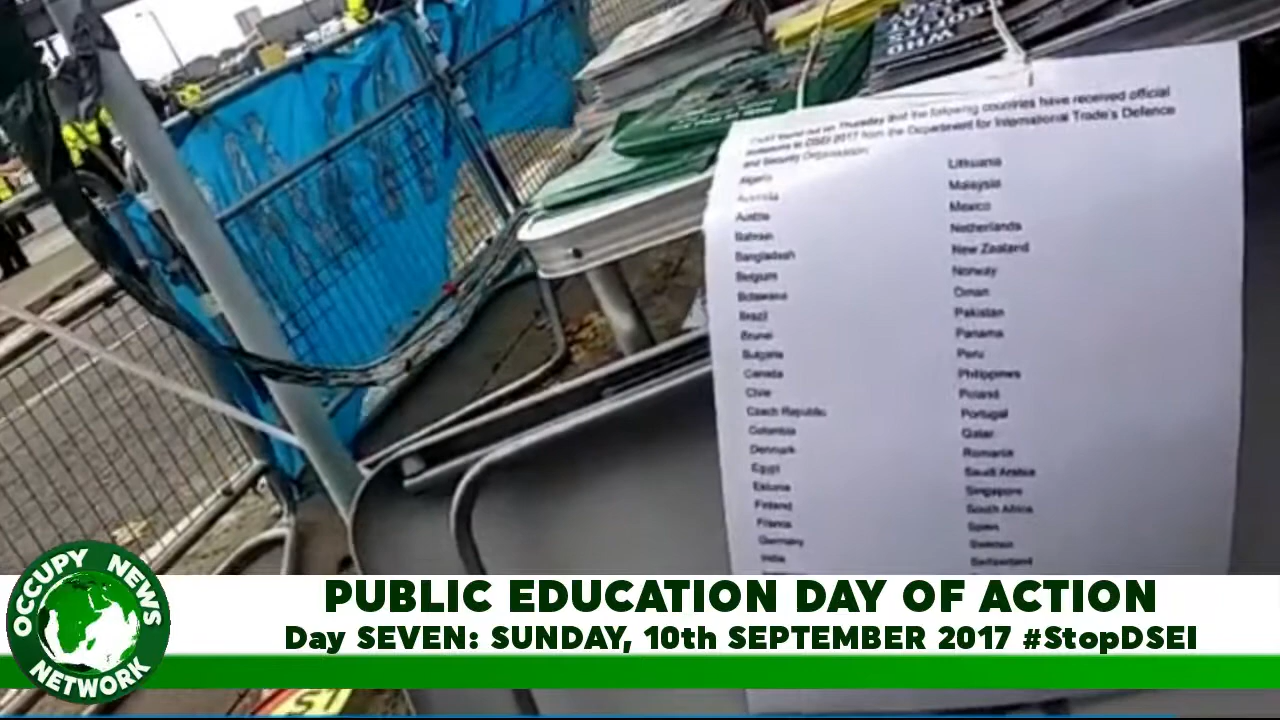 the following countries have received official
invitations to DSEI 2017 from the Department for International Trade's Defence
and Security Organisation:
Algeria
Australia
Austria
Bahrain
Bangladesh
Belgium
Botswana
Brazil
Brunei
Bulgaria
Canada
Chile
Czech Republic
Colombia
Denmark
Egypt
Estonia
Finland
France
Germany
India
Lithuania
Malaysia
Mexico
Netherlands
New Zealand
Norway
Oman
Pakistan
Panama
Peru
Philippines
Poland
Portugal
Qatar
Romania
Saudi Arabia
Singapore
South Africa
Spain
Sweden
Switzerland
OCCUPY NEWS
NETWORK
PUBLIC EDUCATION DAY OF ACTION
Day SEVEN: SUNDAY, 10th SEPTEMBER 2017 #StopDSEI